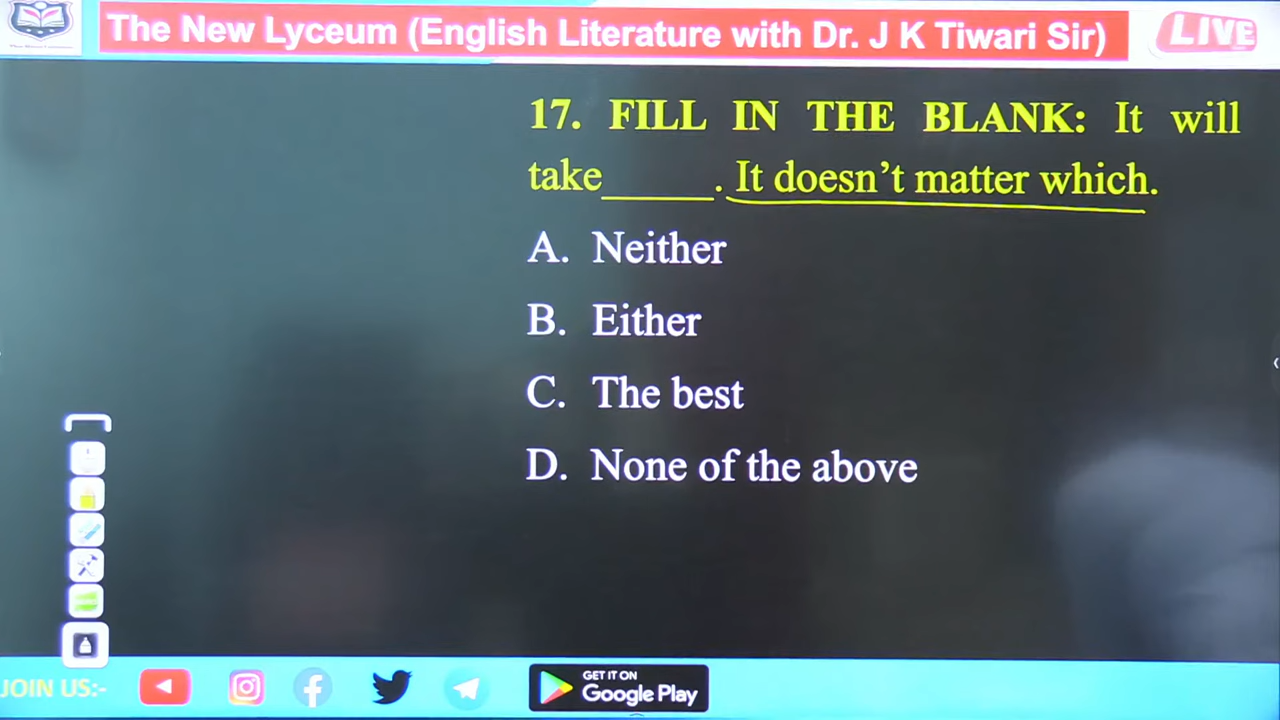 The New Lyceum (English Literature with Dr. J K Tiwari Sir)
LIVE
17. FILL IN THE BLANK: It will
take_____. It doesn't matter which.
A. Neither
B. Either
C. The best
D. None of the above
JOIN US:-
GET IT ON
Google Play